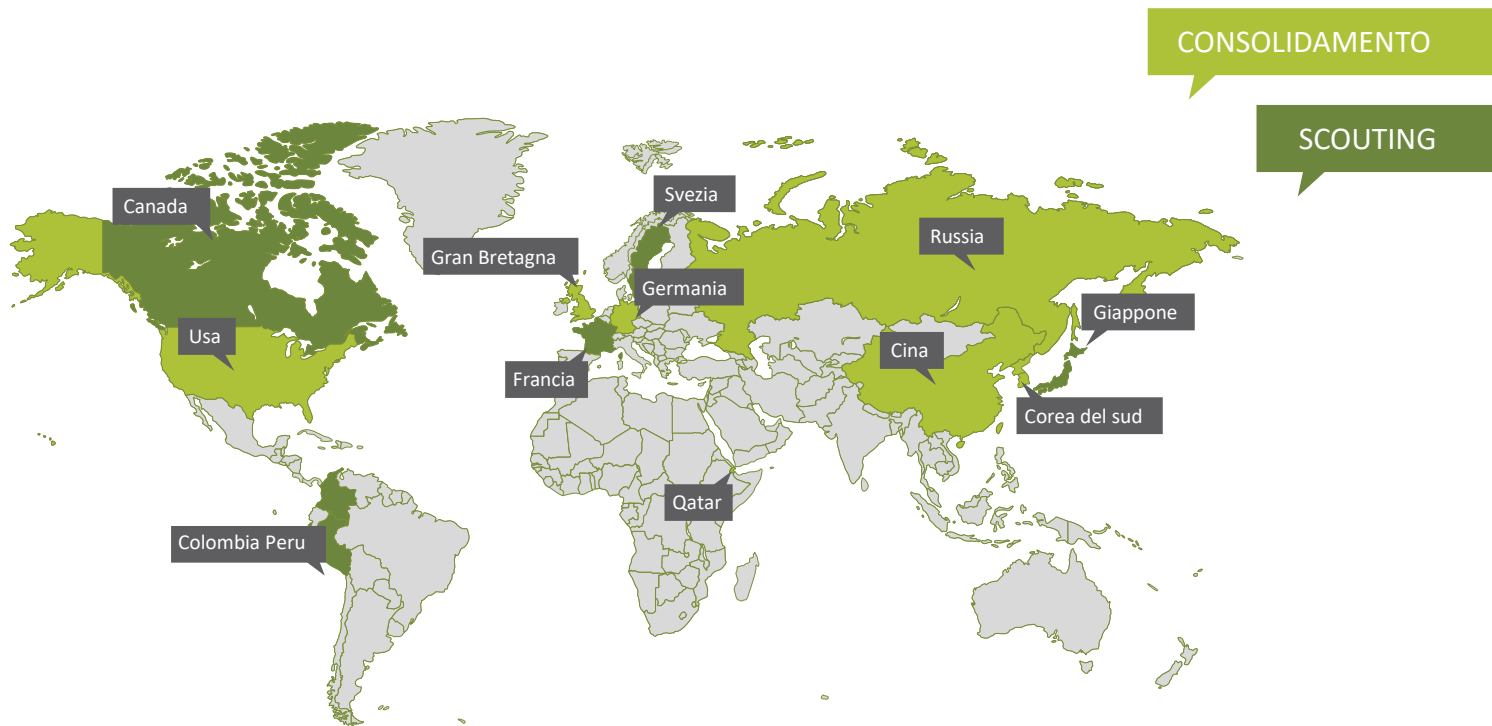 CONSOLIDAMENTO
SCOUTING
Svezia
Canada
Russia
Gran Bretagna
Germania
Giappone
Usa
Cina
Francia
Corea del sud
Qatar
Colombia Peru